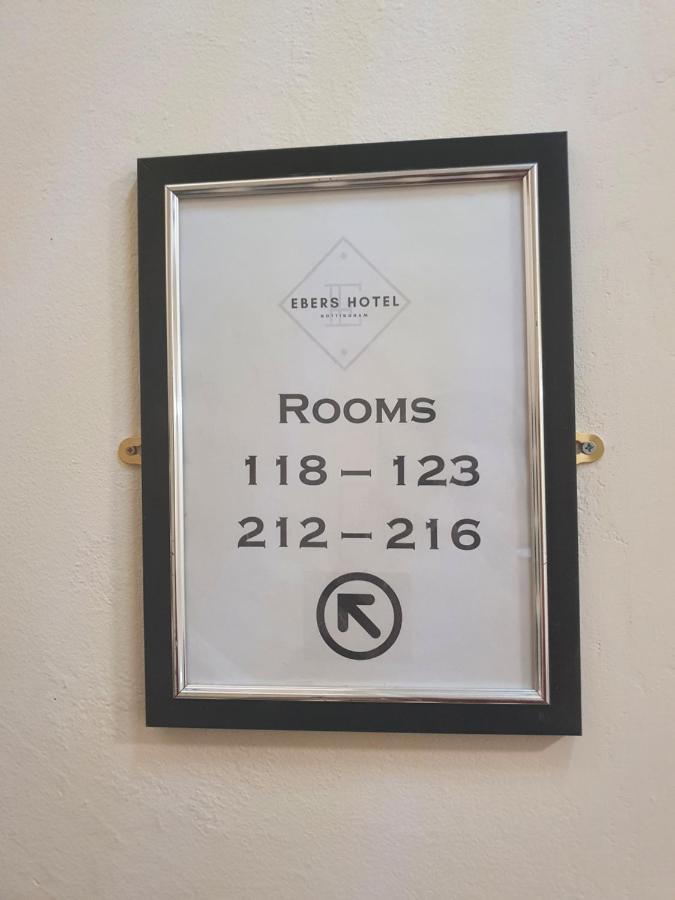 EBERS HOTEL
NOTTINGHAM
ROOMS
118 – 123
212 – 216